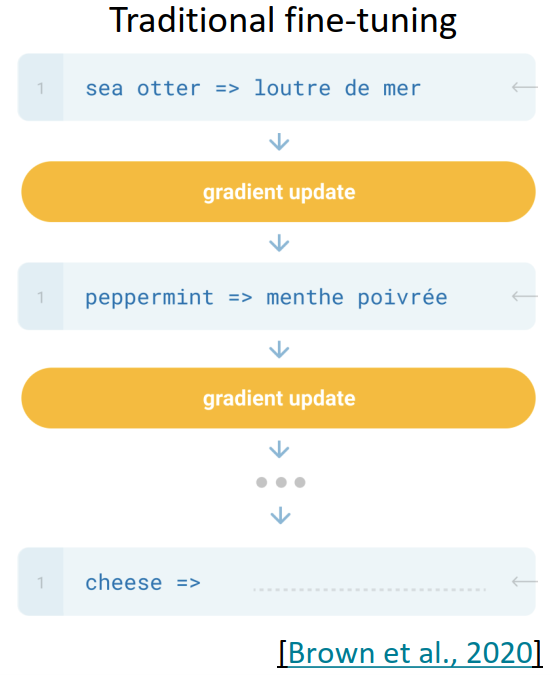 Traditional fine-tuning
1 sea otter => loutre de mer
gradient update
1 peppermint => menthe poivrée
gradient update
1 cheese =>
[Brown et al., 2020]